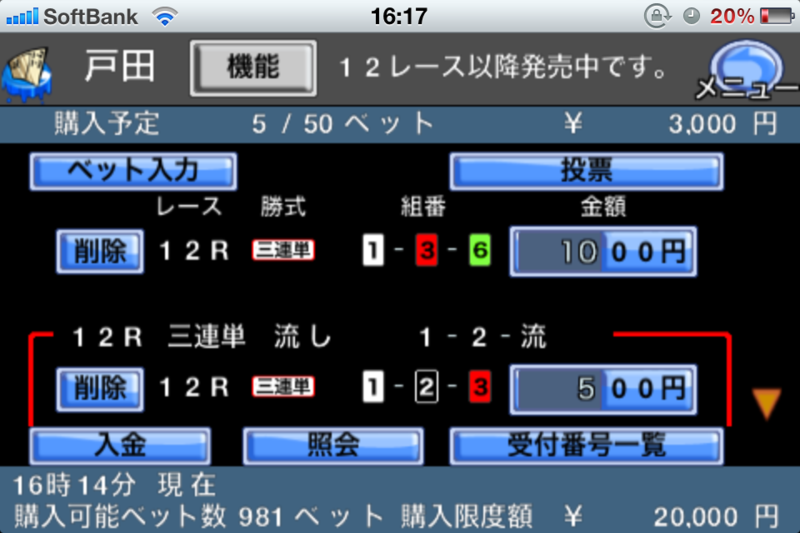 SoftBank 16:17 20%
戸田 機能 12レース以降発売中です。 メニュー
購入予定 5 / 50 ベット ¥ 3,000 円
ベット入力 投票
レース 勝式 組番 金額
削除 12R 三連単 1 - 3 - 6 1000円
12R 三連単 流し 1 - 2 - 流
削除 12R 三連単 1 - 2 - 3 500円
入金 照会 受付番号一覧
16時14分 現在
購入可能ベット数 981 ベット 購入限度額 ¥ 20,000 円